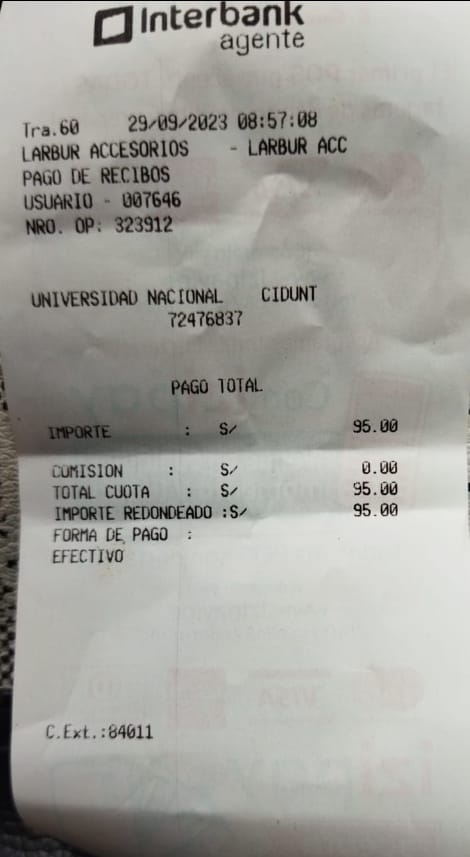 Interbank
agente
Tra.60 29/09/2023 08:57:08
LARBUR ACCESORIOS - LARBUR ACC
PAGO DE RECIBOS
USUARIO - 007646
NRO. OP: 323912
UNIVERSIDAD NACIONAL CIDUNT
72476837
PAGO TOTAL
IMPORTE : S/ 95.00
COMISION : S/ 0.00
TOTAL CUOTA : S/ 95.00
IMPORTE REDONDEADO :S/ 95.00
FORMA DE PAGO :
EFECTIVO
C.Ext.:84011